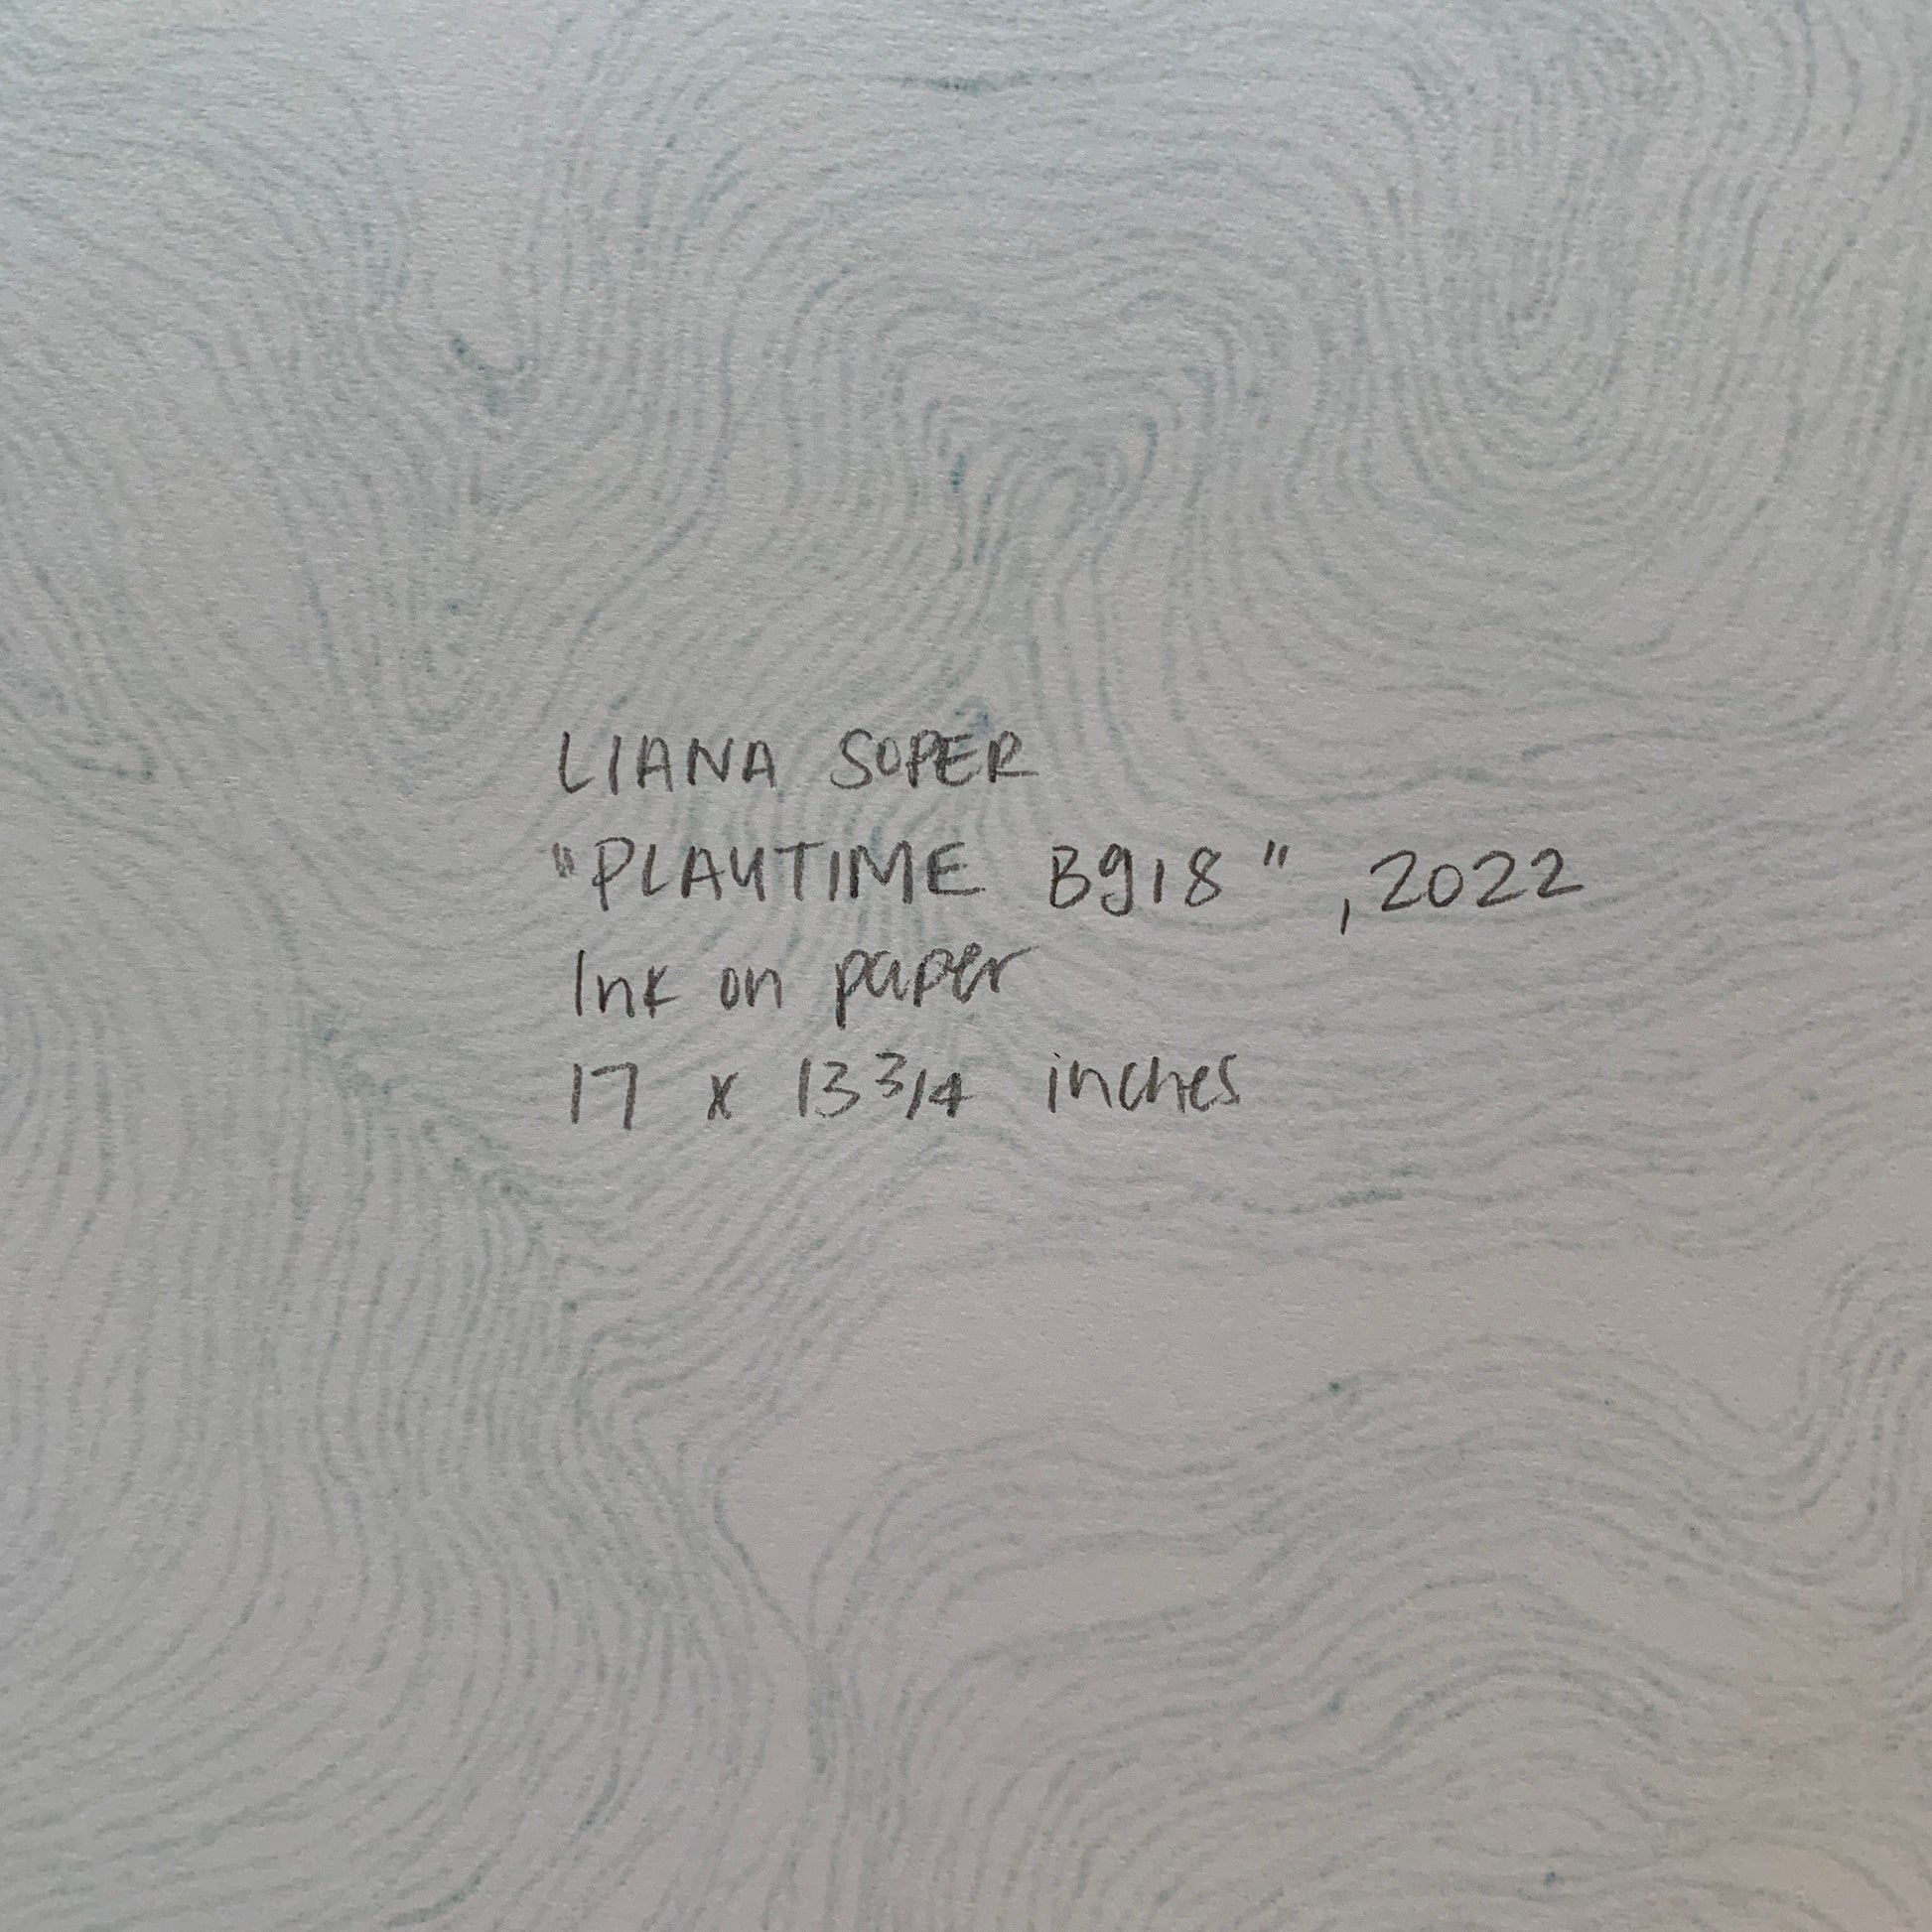 LIANA SOPER
"PLAYTIME B918", 2022
Ink on paper
17 x 13 3/4 inches